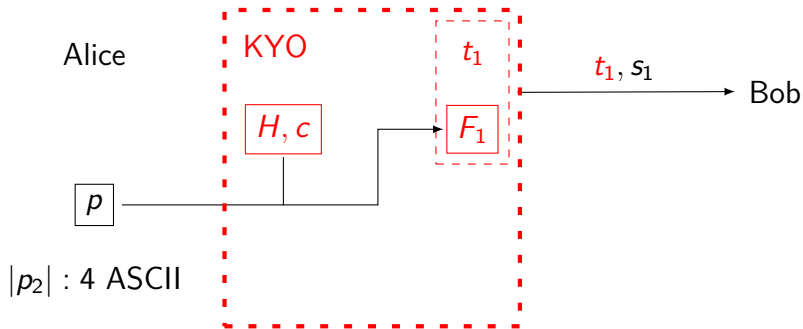 Alice
KYO
t₁
t₁, s₁
Bob
H, c
F₁
p
|p₂| : 4 ASCII